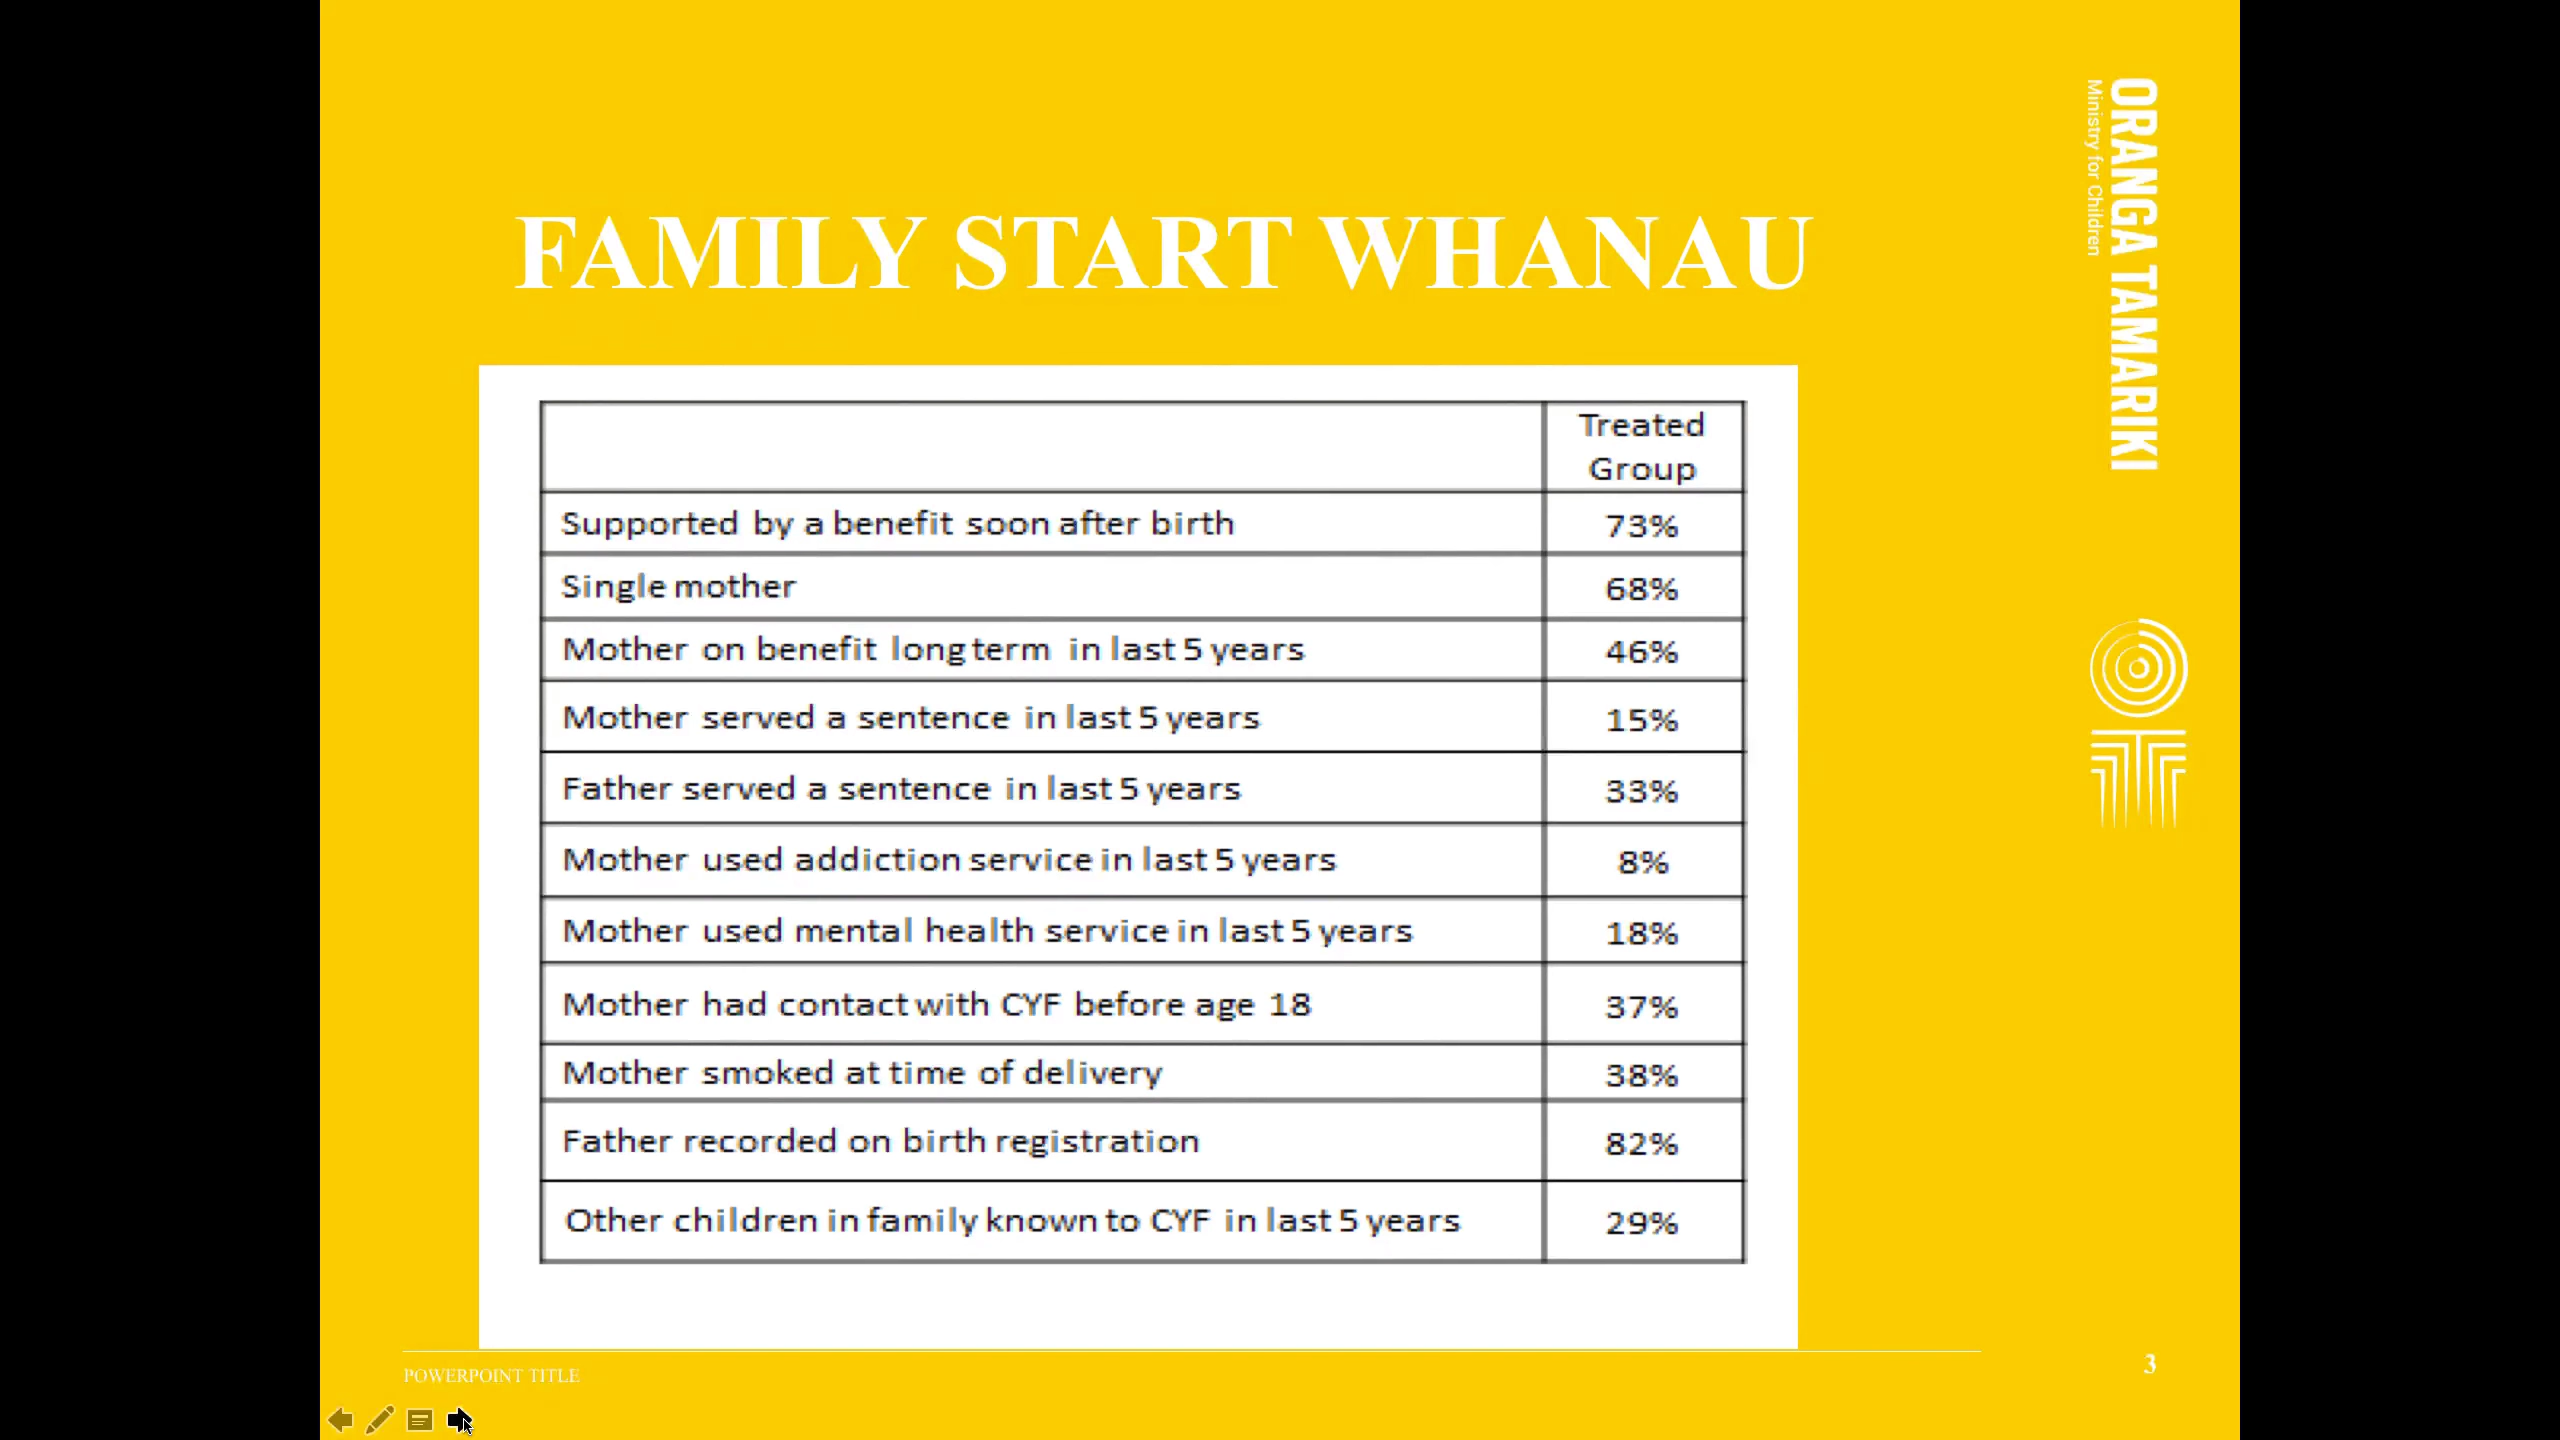 FAMILY START WHANAU
ORANGA TAMARIKI
Ministry for Children
Treated
Group
Supported by a benefit soon after birth 73%
Single mother 68%
Mother on benefit long term in last 5 years 46%
Mother served a sentence in last 5 years 15%
Father served a sentence in last 5 years 33%
Mother used addiction service in last 5 years 8%
Mother used mental health service in last 5 years 18%
Mother had contact with CYF before age 18 37%
Mother smoked at time of delivery 38%
Father recorded on birth registration 82%
Other children in family known to CYF in last 5 years 29%
POWERPOINT TITLE
3